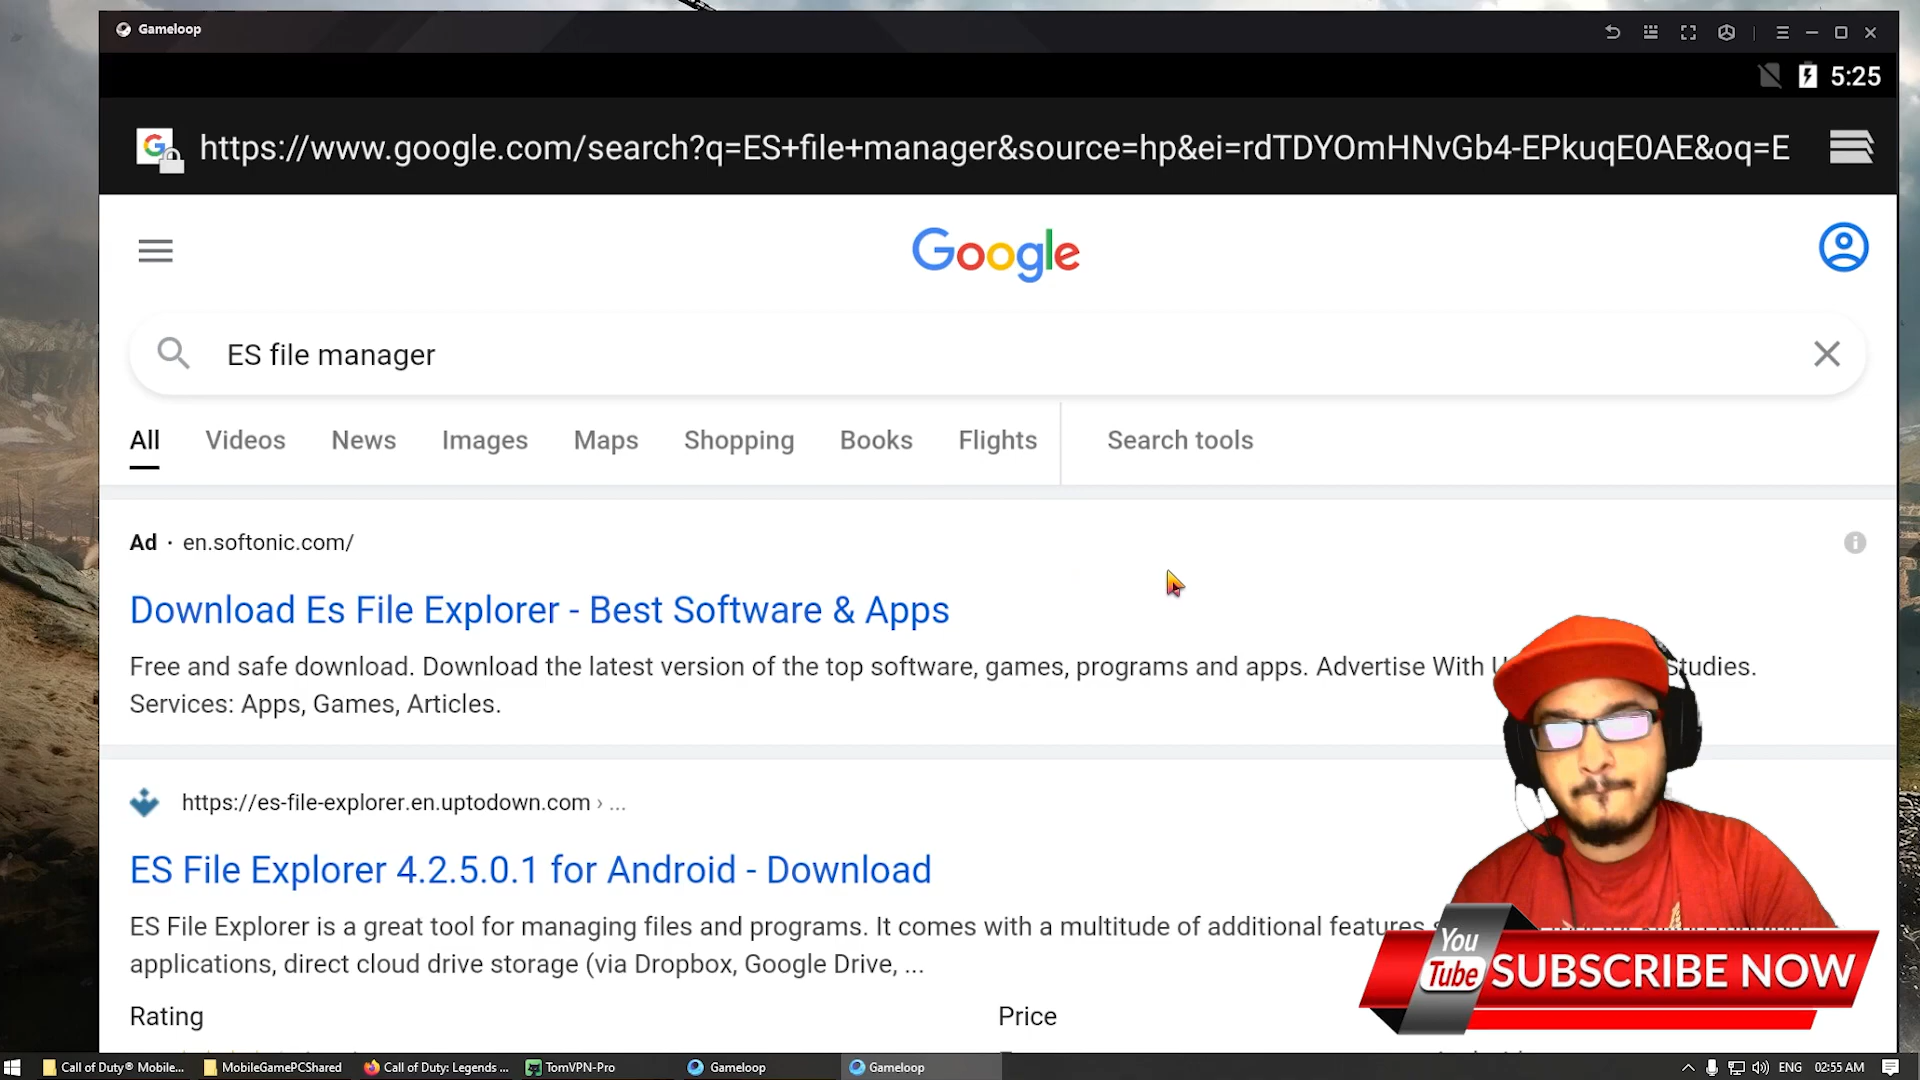 Gameloop
5:25
https://www.google.com/search?q=ES+file+manager&source=hp&ei=rdTDYOmHNvGb4-EPkuqE0AE&oq=E
Google
ES file manager
All Videos News Images Maps Shopping Books Flights Search tools
Ad · en.softonic.com/
Download Es File Explorer - Best Software & Apps
Free and safe download. Download the latest version of the top software, games, programs and apps. Advertise With Studies.
Services: Apps, Games, Articles.
https://es-file-explorer.en.uptodown.com › ...
ES File Explorer 4.2.5.0.1 for Android - Download
ES File Explorer is a great tool for managing files and programs. It comes with a multitude of additional features
applications, direct cloud drive storage (via Dropbox, Google Drive, ...
Rating Price
You
Tube SUBSCRIBE NOW
Call of Duty® Mobile... MobileGamePCShared Call of Duty: Legends ... TomVPN-Pro Gameloop Gameloop ENG 02:55 AM